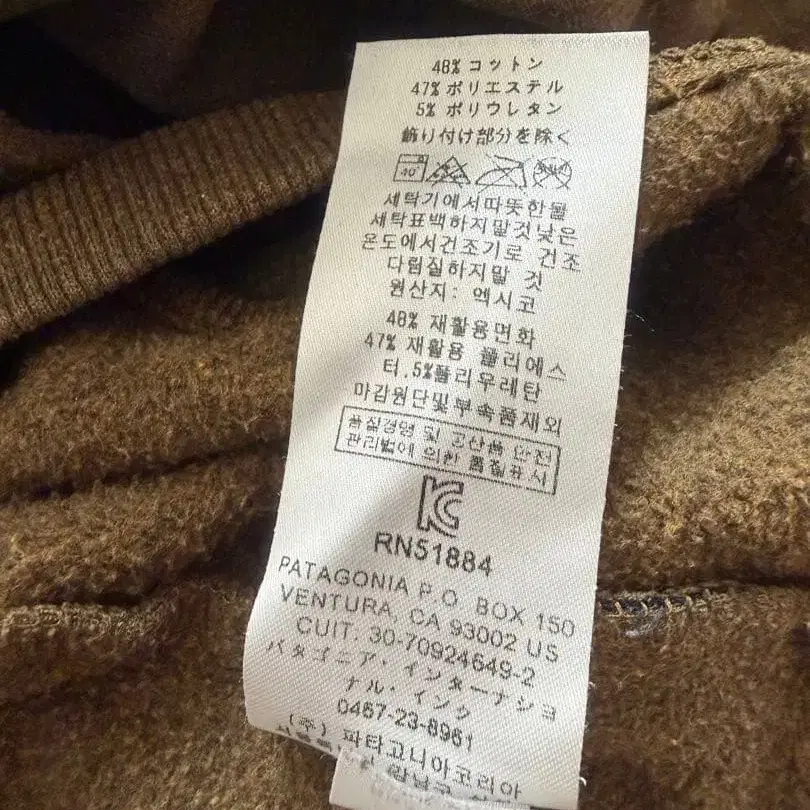 48% コットン
47% ポリエステル
5% ポリウレタン
飾り付け部分を除く
40°
세탁기에서따뜻한물
세탁표백하지말것낮은
온도에서건조기로 건조
다림질하지말 것
원산지: 엑시코
48% 재활용면화
47% 재활용 폴리에스
터.5%폴리우레탄
마감원단및부속품재외
품질경영 및 공산품 안전
관리법에 의한 품질표시
RN51884
PATAGONIA P.O. BOX 150
VENTURA, CA 93002 US
CUIT: 30-70924649-2
パタゴニア・インターナショ
ナル・インク
0467-23-8961
(주) 파타고니아코리아